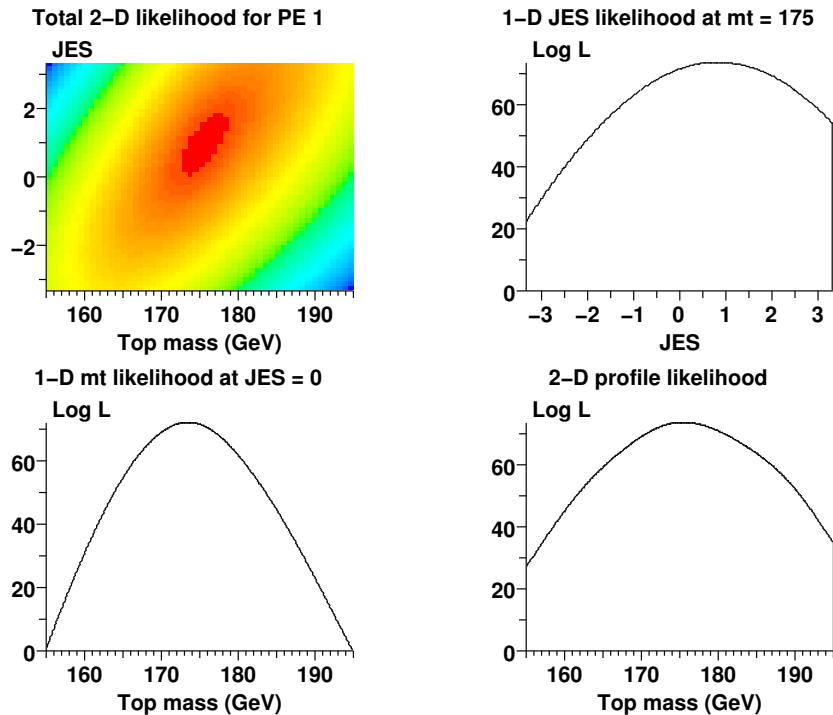 Total 2−D likelihood for PE 1
JES
2
0
−2
160 170 180 190
Top mass (GeV)
1−D JES likelihood at mt = 175
Log L
60
40
20
0
−3 −2 −1 0 1 2 3
JES
1−D mt likelihood at JES = 0
Log L
60
40
20
0
160 170 180 190
Top mass (GeV)
2−D profile likelihood
Log L
60
40
20
0
160 170 180 190
Top mass (GeV)